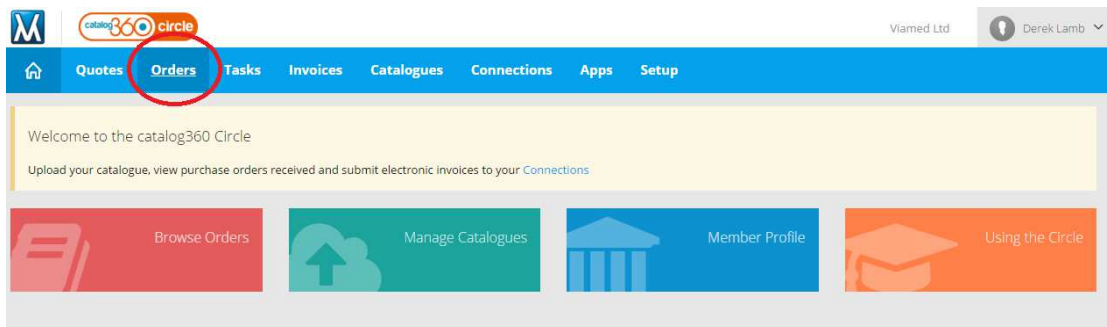 catalog360 circle
Viamed Ltd
Derek Lamb
Quotes Orders Tasks Invoices Catalogues Connections Apps Setup
Welcome to the catalog360 Circle
Upload your catalogue, view purchase orders received and submit electronic invoices to your Connections
Browse Orders
Manage Catalogues
Member Profile
Using the Circle